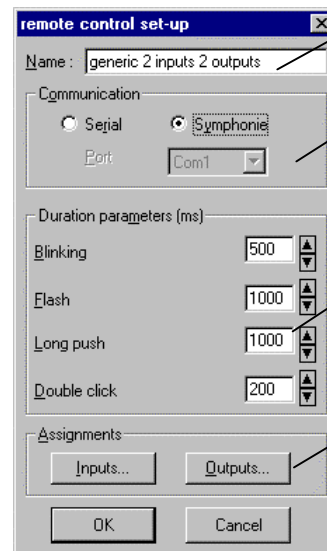 remote control set-up
Name : generic 2 inputs 2 outputs
Communication
Serial Symphonie
Port Com1
Duration parameters (ms)
Blinking 500
Flash 1000
Long push 1000
Double click 200
Assignments
Inputs... Outputs...
OK Cancel